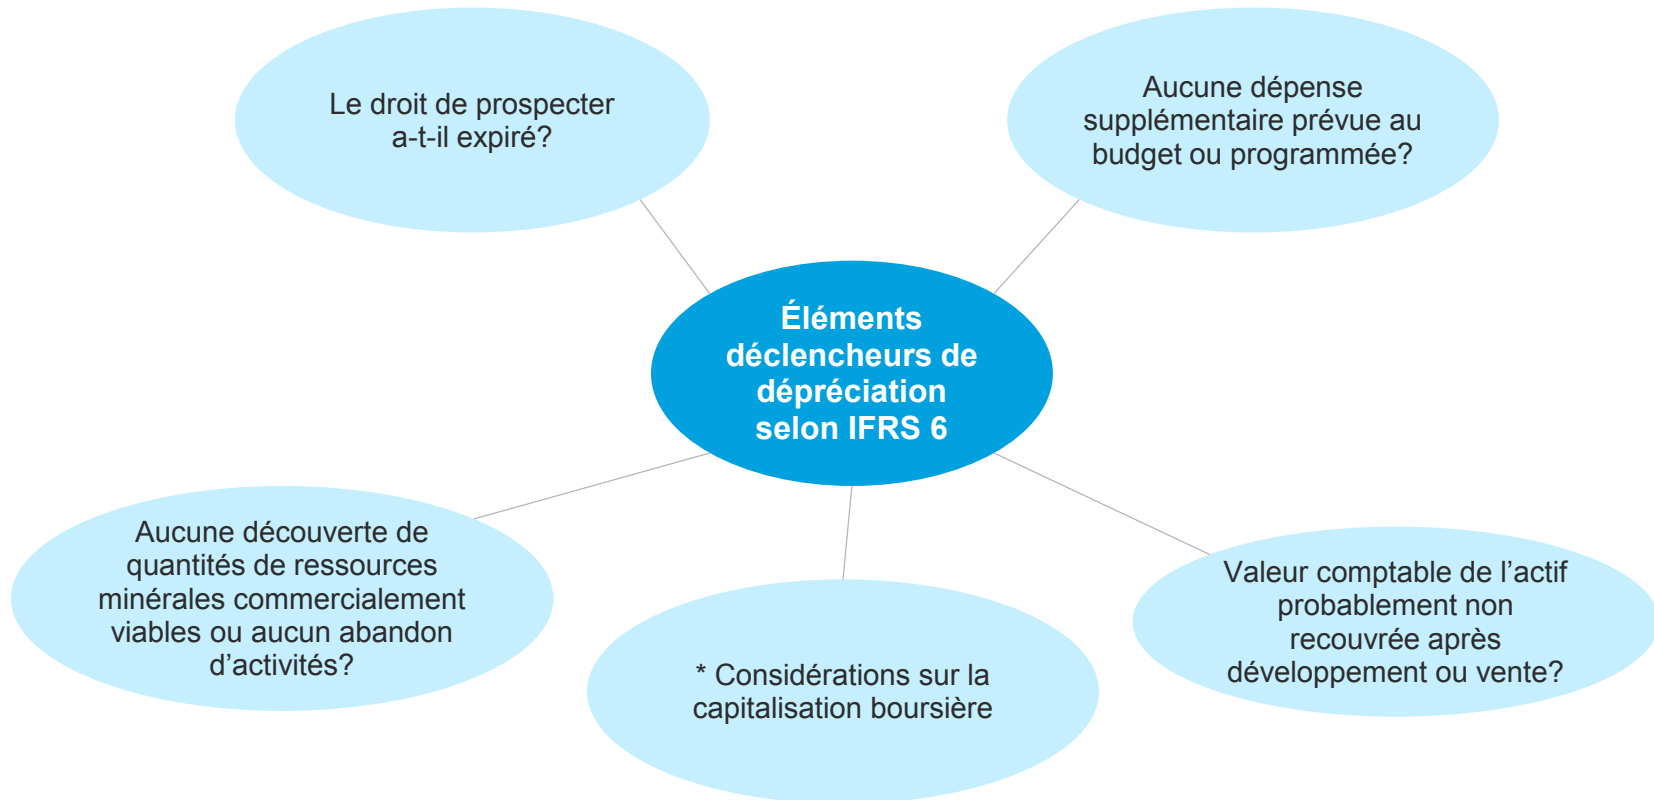 Le droit de prospecter
a-t-il expiré?
Aucune dépense
supplémentaire prévue au
budget ou programmée?
Éléments
déclencheurs de
dépréciation
selon IFRS 6
Aucune découverte de
quantités de ressources
minérales commercialement
viables ou aucun abandon
d’activités?
* Considérations sur la
capitalisation boursière
Valeur comptable de l’actif
probablement non
recouvrée après
développement ou vente?